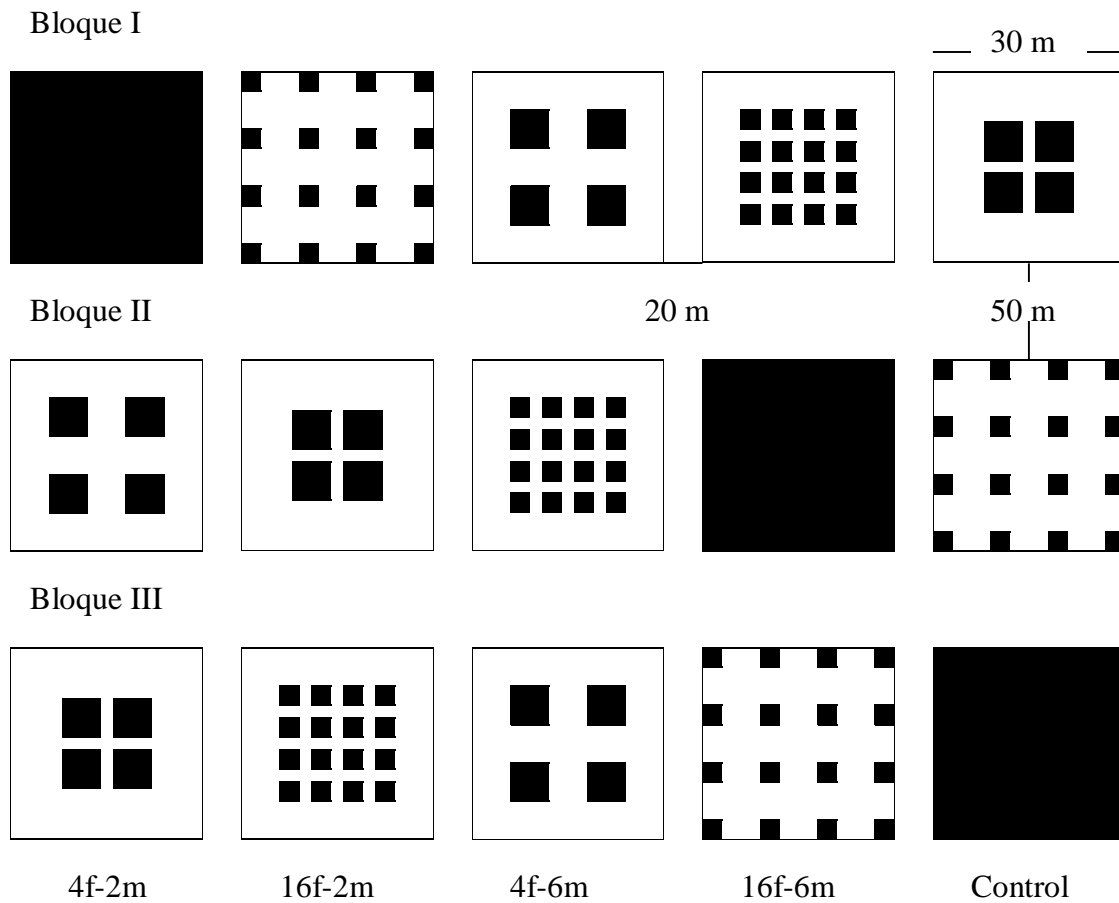 Bloque I
30 m
Bloque II
20 m
50 m
Bloque III
4f-2m
16f-2m
4f-6m
16f-6m
Control